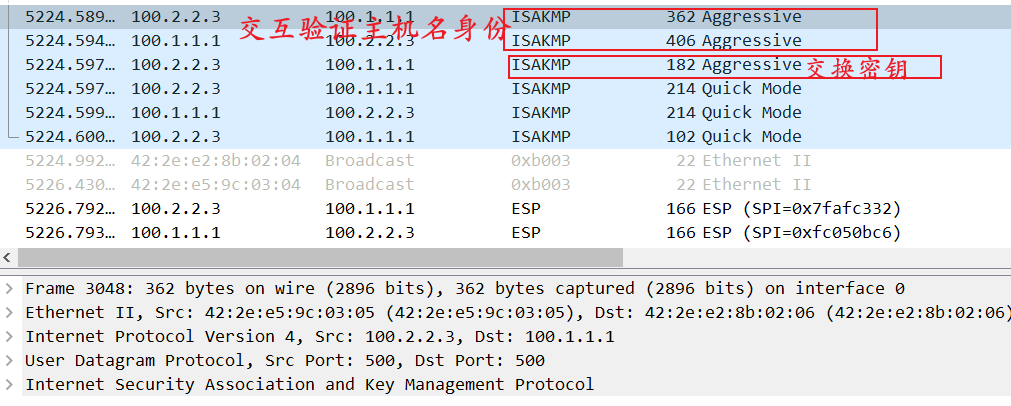 5224.589… 100.2.2.3 100.1.1.1 ISAKMP 362 Aggressive
交互验证主机名身份
5224.594… 100.1.1.1 100.2.2.3 ISAKMP 406 Aggressive
5224.597… 100.2.2.3 100.1.1.1 ISAKMP 182 Aggressive 交换密钥
5224.597… 100.2.2.3 100.1.1.1 ISAKMP 214 Quick Mode
5224.599… 100.1.1.1 100.2.2.3 ISAKMP 214 Quick Mode
5224.600… 100.2.2.3 100.1.1.1 ISAKMP 102 Quick Mode
5224.992… 42:2e:e2:8b:02:04 Broadcast 0xb003 22 Ethernet II
5226.430… 42:2e:e5:9c:03:04 Broadcast 0xb003 22 Ethernet II
5226.792… 100.2.2.3 100.1.1.1 ESP 166 ESP (SPI=0x7fafc332)
5226.793… 100.1.1.1 100.2.2.3 ESP 166 ESP (SPI=0xfc050bc6)
Frame 3048: 362 bytes on wire (2896 bits), 362 bytes captured (2896 bits) on interface 0
Ethernet II, Src: 42:2e:e5:9c:03:05 (42:2e:e5:9c:03:05), Dst: 42:2e:e2:8b:02:06 (42:2e:e2:8b:02:06)
Internet Protocol Version 4, Src: 100.2.2.3, Dst: 100.1.1.1
User Datagram Protocol, Src Port: 500, Dst Port: 500
Internet Security Association and Key Management Protocol